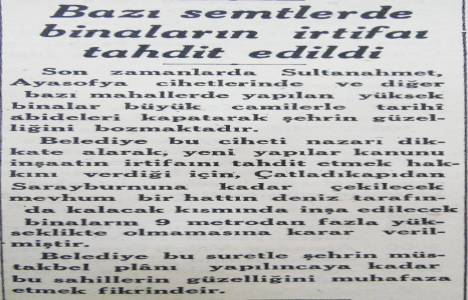 Bazı semtlerde
binaların irtifaı
tahdit edildi
Son zamanlarda Sultanahmet,
Ayasofya cihetlerinde ve diğer
bazı mahallerde yapılan yüksek
binalar büyük camilerle tarihî
âbideleri kapatarak şehrin güzel-
liğini bozmaktadır.
Belediye bu ciheti nazarı dik-
kate alarak, yeni yapılar kanunu
inşaatın irtifaını tahdit etmek hak-
kını verdiği için, Çatladıkapıdan
Sarayburnuna kadar çekilecek
mevhum bir hattın deniz tarafın-
da kalacak kısmında inşa edilecek
binaların 9 metrodan fazla yük-
seklikte olmamasına karar veril-
miştir.
Belediye bu suretle şehrin müs-
takbel plânı yapılıncaya kadar
bu sahillerin güzelliğini muhafaza
etmek fikrindeir.